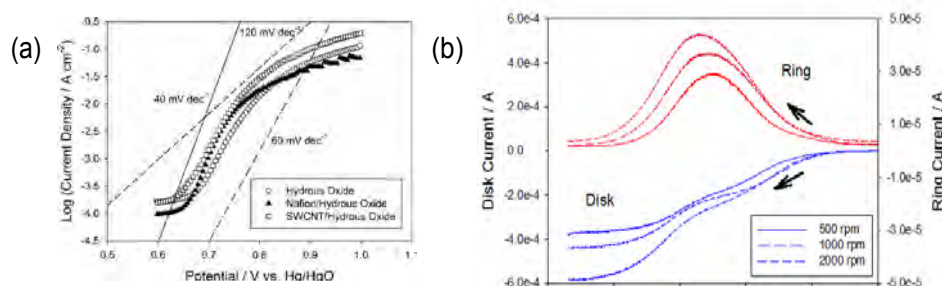 (a)
Log (Current Density / A cm⁻²)
-0.5
-1.0
-1.5
-2.0
-2.5
-3.0
-3.5
-4.0
-4.5
120 mV dec⁻¹
40 mV dec⁻¹
60 mV dec⁻¹
Hydrous Oxide
Nafion/Hydrous Oxide
SWCNT/Hydrous Oxide
0.5 0.6 0.7 0.8 0.9 1.0 1.1
Potential / V vs. Hg/HgO
(b)
Disk Current / A
6.0e-4
4.0e-4
2.0e-4
0.0
-2.0e-4
-4.0e-4
-6.0e-4
Ring
Disk
500 rpm
1000 rpm
2000 rpm
5.0e-5
3.0e-5
1.0e-5
-1.0e-5
-3.0e-5
-5.0e-5
Ring Current / A